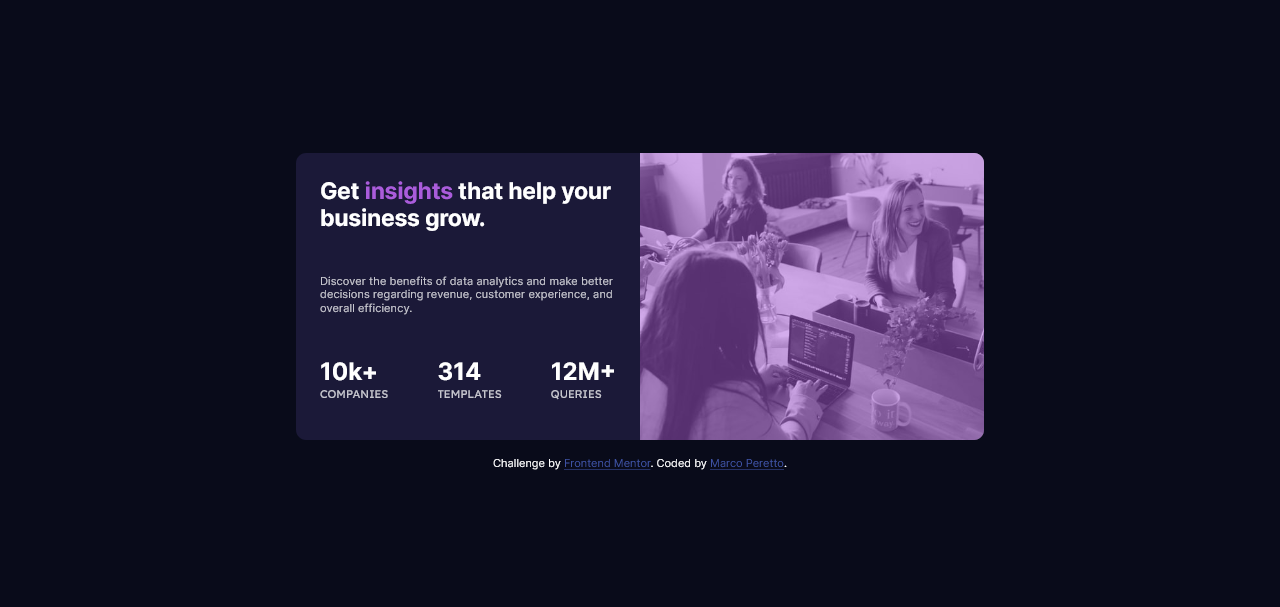 Get insights that help your
business grow.
Discover the benefits of data analytics and make better
decisions regarding revenue, customer experience, and
overall efficiency.
10k+ 314 12M+
COMPANIES TEMPLATES QUERIES
Challenge by Frontend Mentor. Coded by Marco Peretto.